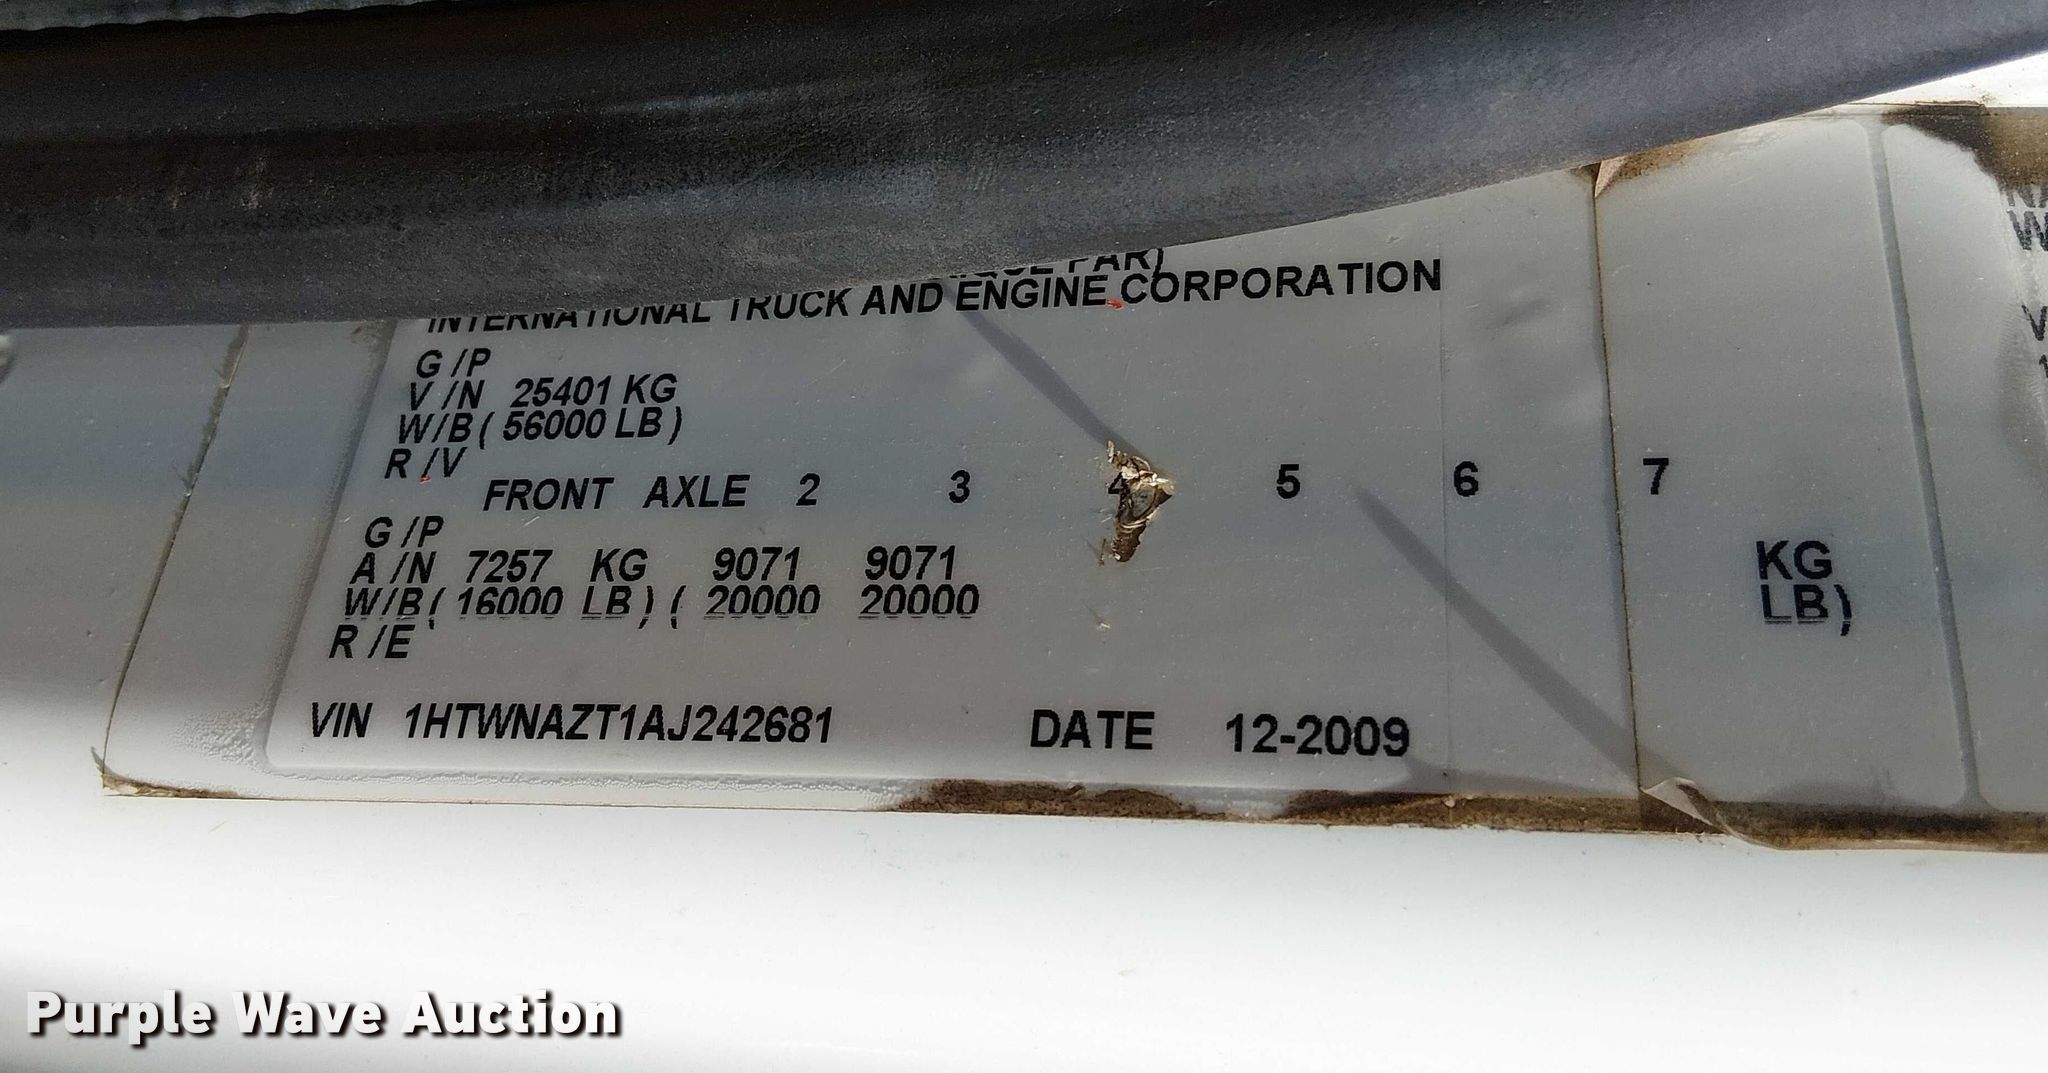 INTERNATIONAL TRUCK AND ENGINE CORPORATION
G/P
V/N 25401 KG
W/B (56000 LB)
R/V
FRONT AXLE 2 3 4 5 6 7
G/P
A/N 7257 KG 9071 9071 KG
W/B (16000 LB) ( 20000 20000 LB)
R/E
VIN 1HTWNAZT1AJ242681 DATE 12-2009
Purple Wave Auction